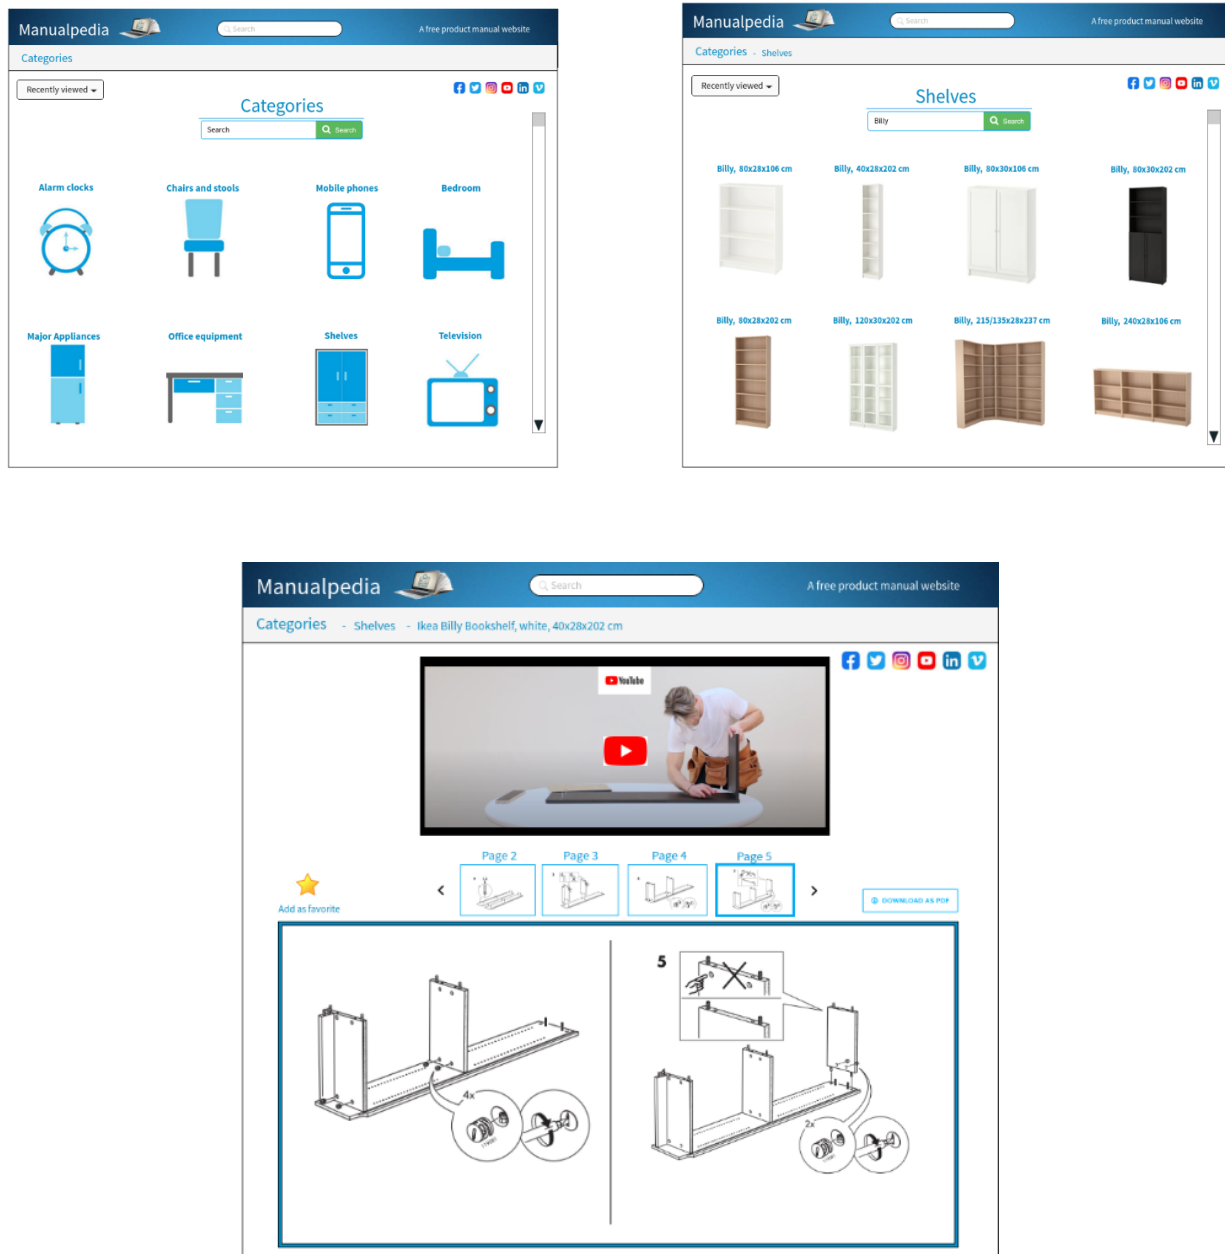 Manualpedia
Search
A free product manual website
Categories
Recently viewed
Categories
Search
Search
Alarm clocks
Chairs and stools
Mobile phones
Bedroom
Major Appliances
Office equipment
Shelves
Television
Manualpedia
Search
A free product manual website
Categories - Shelves
Recently viewed
Shelves
Billy
Search
Billy, 80x28x106 cm
Billy, 40x28x202 cm
Billy, 80x30x106 cm
Billy, 80x30x202 cm
Billy, 80x28x202 cm
Billy, 120x30x202 cm
Billy, 215/135x28x237 cm
Billy, 240x28x106 cm
Manualpedia
Search
A free product manual website
Categories - Shelves - Ikea Billy Bookshelf, white, 40x28x202 cm
YouTube
Page 2
Page 3
Page 4
Page 5
Add as favorite
DOWNLOAD AS PDF
4x
5
2x